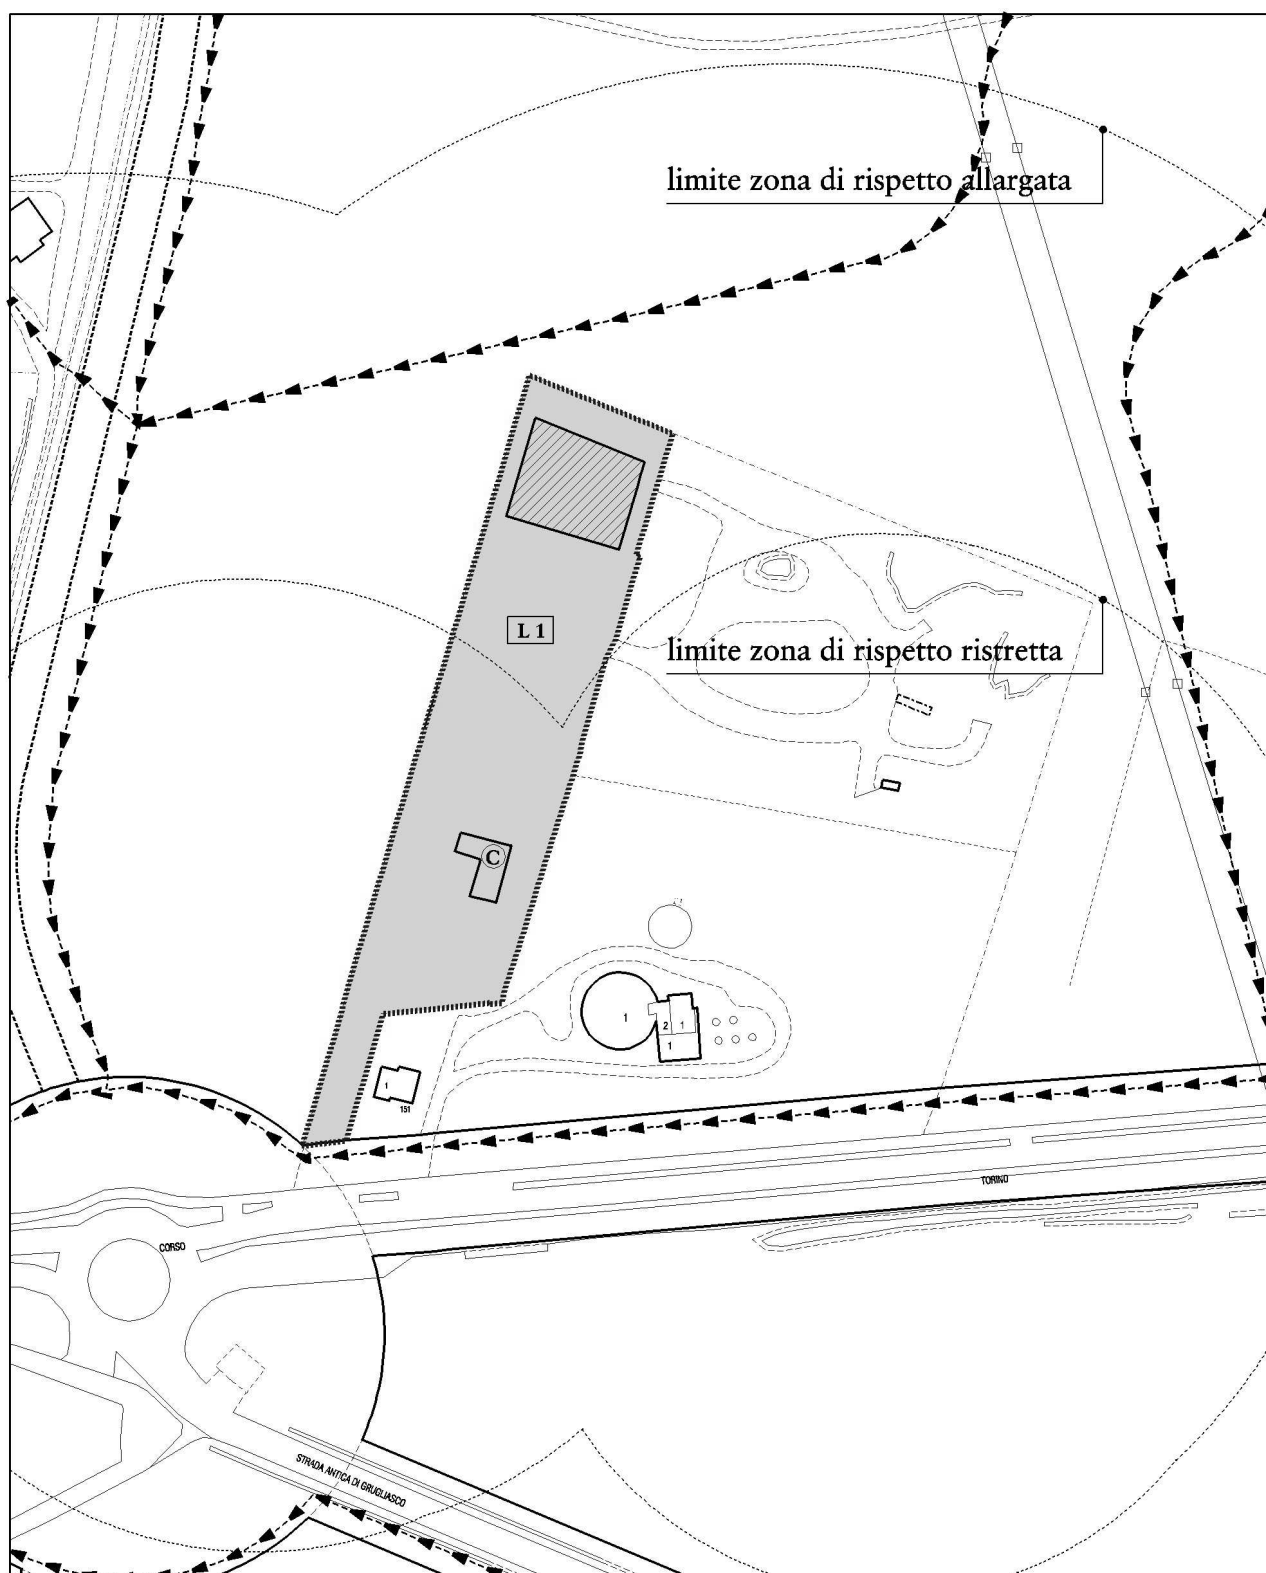 limite zona di rispetto allargata
L 1
limite zona di rispetto ristretta
C
1
2
1
1
1
151
TORINO
CORSO
STRADA ANTICA DI GRUGLIASCO